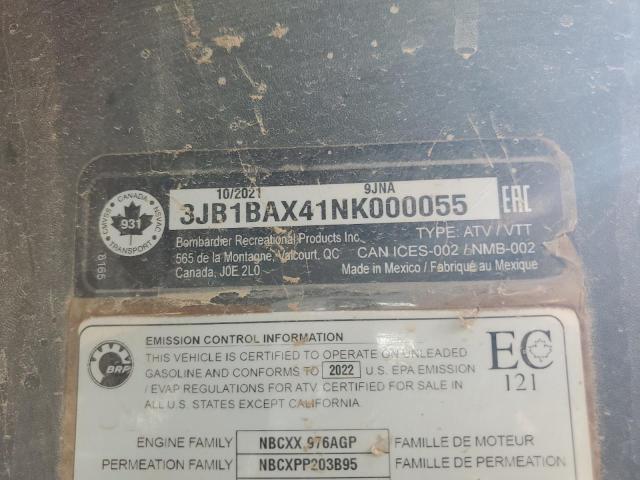 10/2021 9JNA
3JB1BAX41NK000055
EAC
CANADA
SMVAC NSVAC
931
TRANSPORT
8165
Bombardier Recreational Products Inc.
565 de la Montagne, Valcourt, QC
Canada, J0E 2L0
TYPE: ATV / VTT
CAN ICES-002 / NMB-002
Made in Mexico / Fabriqué au Mexique
BRP
EMISSION CONTROL INFORMATION
THIS VEHICLE IS CERTIFIED TO OPERATE ON UNLEADED
GASOLINE AND CONFORMS TO 2022 U.S. EPA EMISSION
/ EVAP REGULATIONS FOR ATV. CERTIFIED FOR SALE IN
ALL U.S. STATES EXCEPT CALIFORNIA.
EC
121
ENGINE FAMILY NBCXX.976AGP FAMILLE DE MOTEUR
PERMEATION FAMILY NBCXPP203B95 FAMILLE DE PERMEATION